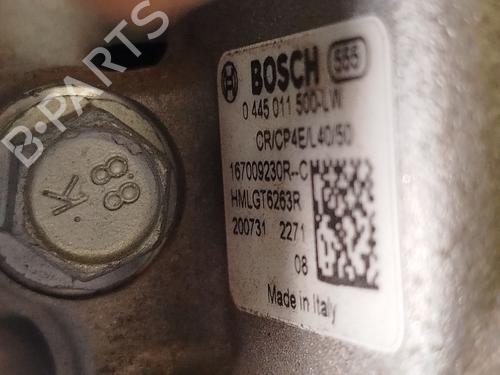 BOSCH 555
0 445 011 500-LW
CR/CP4E/L40/50
167009230R--C
HMLGT6263R
200731 2271
08
Made in Italy
K 8.8
B-PARTS